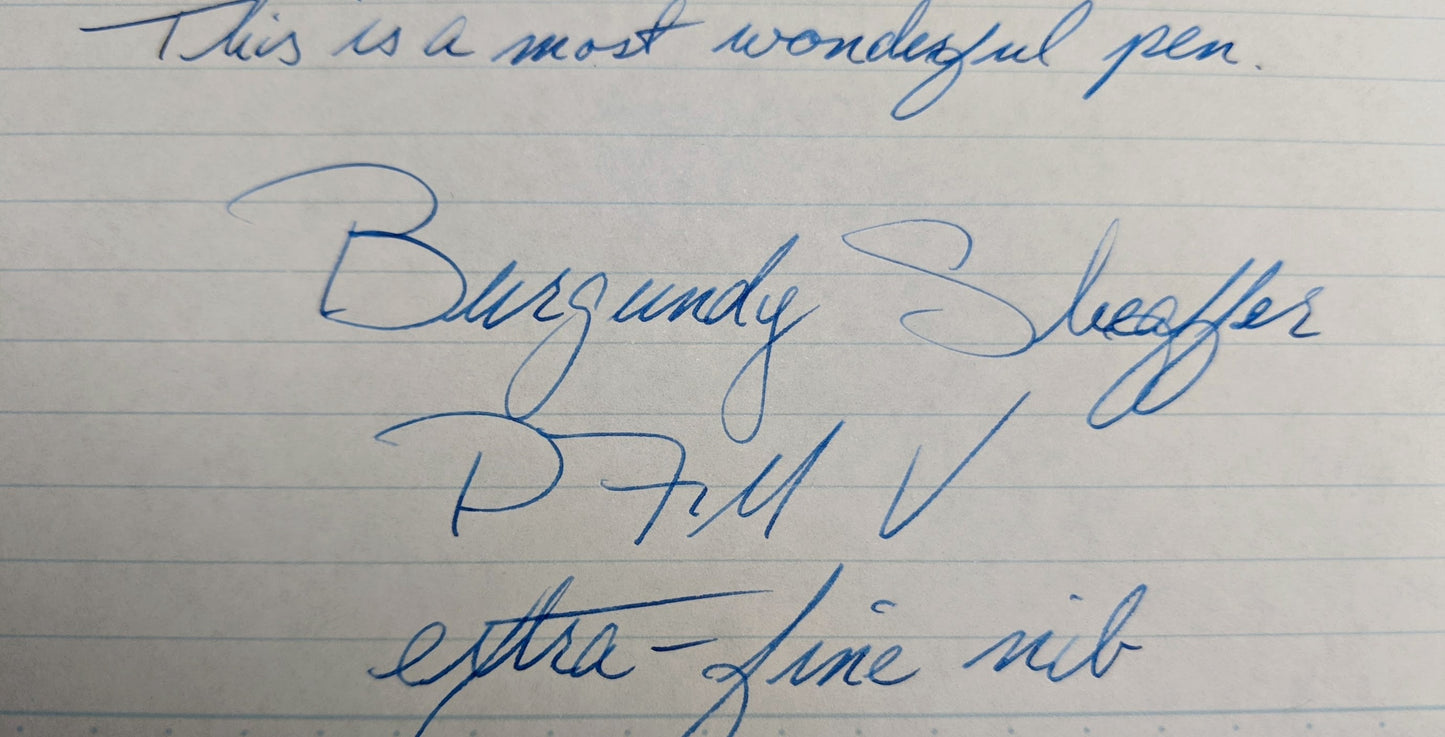 This is a most wonderful pen.
Burgundy Sheaffer
PFM V
extra-fine nib